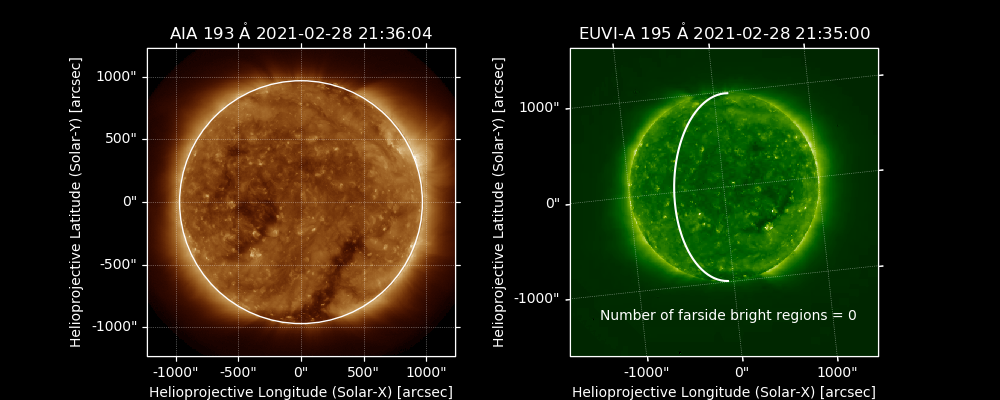 AIA 193 Å 2021-02-28 21:36:04
1000"
500"
0"
-500"
-1000"
-1000"
-500"
0"
500"
1000"
Helioprojective Longitude (Solar-X) [arcsec]
Helioprojective Latitude (Solar-Y) [arcsec]
EUVI-A 195 Å 2021-02-28 21:35:00
1000"
0"
-1000"
Number of farside bright regions = 0
-1000"
0"
1000"
Helioprojective Longitude (Solar-X) [arcsec]
Helioprojective Latitude (Solar-Y) [arcsec]